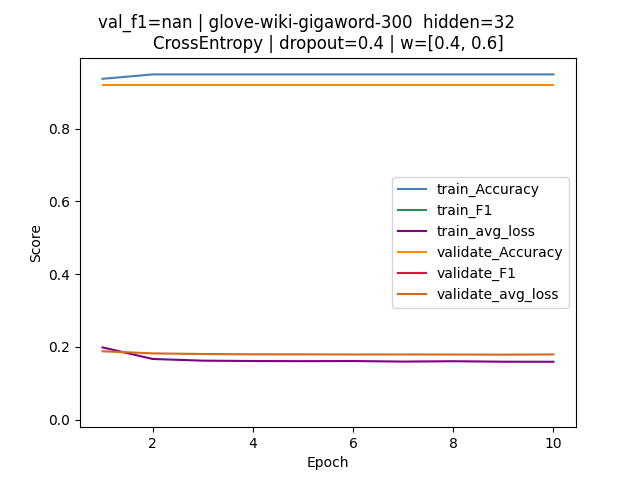 val_f1=nan | glove-wiki-gigaword-300  hidden=32
CrossEntropy | dropout=0.4 | w=[0.4, 0.6]
Score
0.8
0.6
0.4
0.2
0.0
train_Accuracy
train_F1
train_avg_loss
validate_Accuracy
validate_F1
validate_avg_loss
2
4
6
8
10
Epoch